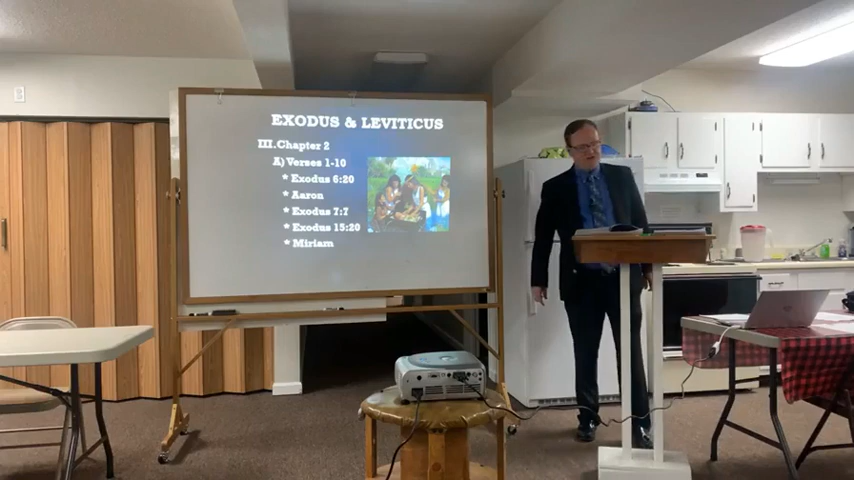 EXODUS & LEVITICUS
III. Chapter 2
A) Verses 1-10
* Exodus 6:20
* Aaron
* Exodus 7:7
* Exodus 15:20
* Miriam